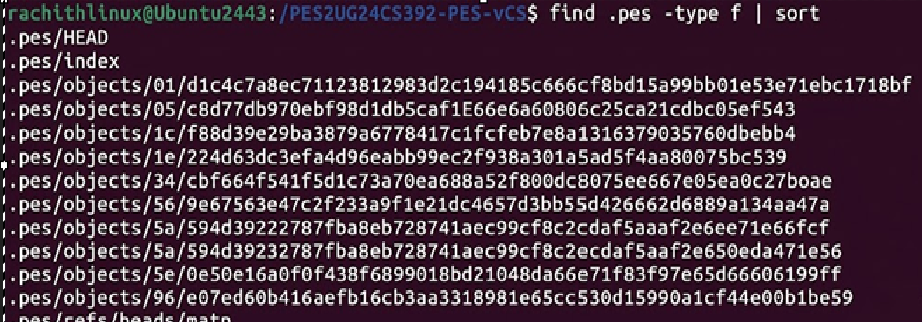 rachithlinux@Ubuntu2443:/PES2UG24CS392-PES-vCS$ find .pes -type f | sort
.pes/HEAD
.pes/index
.pes/objects/01/d1c4c7a8ec71123812983d2c194185c666cf8bd15a99bb01e53e71ebc1718bf
.pes/objects/05/c8d77db970ebf98d1db5caf1E66e6a60806c25ca21cdbc05ef543
.pes/objects/1c/f88d39e29ba3879a6778417c1fcfeb7e8a1316379035760dbebb4
.pes/objects/1e/224d63dc3efa4d96eabb99ec2f938a301a5ad5f4aa80075bc539
.pes/objects/34/cbf664f541f5d1c73a70ea688a52f800dc8075ee667e05ea0c27boae
.pes/objects/56/9e67563e47c2f233a9f1e21dc4657d3bb55d426662d6889a134aa47a
.pes/objects/5a/594d39222787fba8eb728741aec99cf8c2cdaf5aaaf2e6ee71e66fcf
.pes/objects/5a/594d39232787fba8eb728741aec99cf8c2ecdaf5aaf2e650eda471e56
.pes/objects/5e/0e50e16a0f0f438f6899018bd21048da66e71f83f97e65d66606199ff
.pes/objects/96/e07ed60b416aefb16cb3aa3318981e65cc530d15990a1cf44e00b1be59
.pes/refs/heads/matn